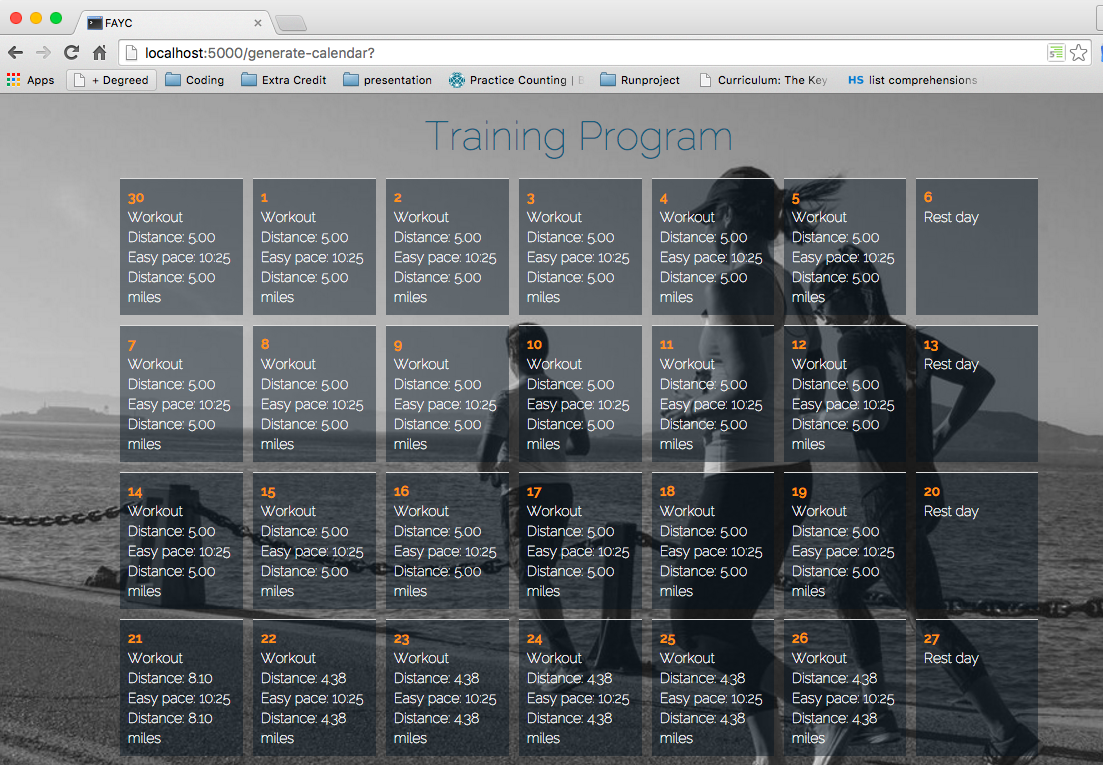 FAYC
localhost:5000/generate-calendar?
Apps + Degreed Coding Extra Credit presentation Practice Counting | Runproject Curriculum: The Key HS list comprehensions
Training Program
30 1 2 3 4 5 6
Workout Workout Workout Workout Workout Workout Rest day
Distance: 5.00 Distance: 5.00 Distance: 5.00 Distance: 5.00 Distance: 5.00 Distance: 5.00
Easy pace: 10:25 Easy pace: 10:25 Easy pace: 10:25 Easy pace: 10:25 Easy pace: 10:25 Easy pace: 10:25
Distance: 5.00 Distance: 5.00 Distance: 5.00 Distance: 5.00 Distance: 5.00 Distance: 5.00
miles miles miles miles miles miles
7 8 9 10 11 12 13
Workout Workout Workout Workout Workout Workout Rest day
Distance: 5.00 Distance: 5.00 Distance: 5.00 Distance: 5.00 Distance: 5.00 Distance: 5.00
Easy pace: 10:25 Easy pace: 10:25 Easy pace: 10:25 Easy pace: 10:25 Easy pace: 10:25 Easy pace: 10:25
Distance: 5.00 Distance: 5.00 Distance: 5.00 Distance: 5.00 Distance: 5.00 Distance: 5.00
miles miles miles miles miles miles
14 15 16 17 18 19 20
Workout Workout Workout Workout Workout Workout Rest day
Distance: 5.00 Distance: 5.00 Distance: 5.00 Distance: 5.00 Distance: 5.00 Distance: 5.00
Easy pace: 10:25 Easy pace: 10:25 Easy pace: 10:25 Easy pace: 10:25 Easy pace: 10:25 Easy pace: 10:25
Distance: 5.00 Distance: 5.00 Distance: 5.00 Distance: 5.00 Distance: 5.00 Distance: 5.00
miles miles miles miles miles miles
21 22 23 24 25 26 27
Workout Workout Workout Workout Workout Workout Rest day
Distance: 8.10 Distance: 4.38 Distance: 4.38 Distance: 4.38 Distance: 4.38 Distance: 4.38
Easy pace: 10:25 Easy pace: 10:25 Easy pace: 10:25 Easy pace: 10:25 Easy pace: 10:25 Easy pace: 10:25
Distance: 8.10 Distance: 4.38 Distance: 4.38 Distance: 4.38 Distance: 4.38 Distance: 4.38
miles miles miles miles miles miles